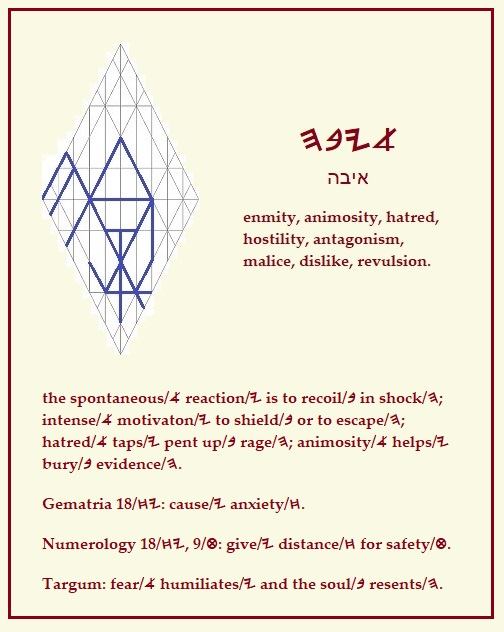 𐤀𐤉𐤁𐤄
איבה
enmity, animosity, hatred,
hostility, antagonism,
malice, dislike, revulsion.
the spontaneous/𐤀 reaction/𐤉 is to recoil/𐤁 in shock/𐤄;
intense/𐤀 motivaton/𐤉 to shield/𐤁 or to escape/𐤄;
hatred/𐤀 taps/𐤉 pent up/𐤁 rage/𐤄; animosity/𐤀 helps/𐤉
bury/𐤁 evidence/𐤄.
Gematria 18/𐤉𐤇: cause/𐤉 anxiety/𐤇.
Numerology 18/𐤉𐤇, 9/𐤈: give/𐤉 distance/𐤇 for safety/𐤈.
Targum: fear/𐤀 humiliates/𐤉 and the soul/𐤁 resents/𐤄.